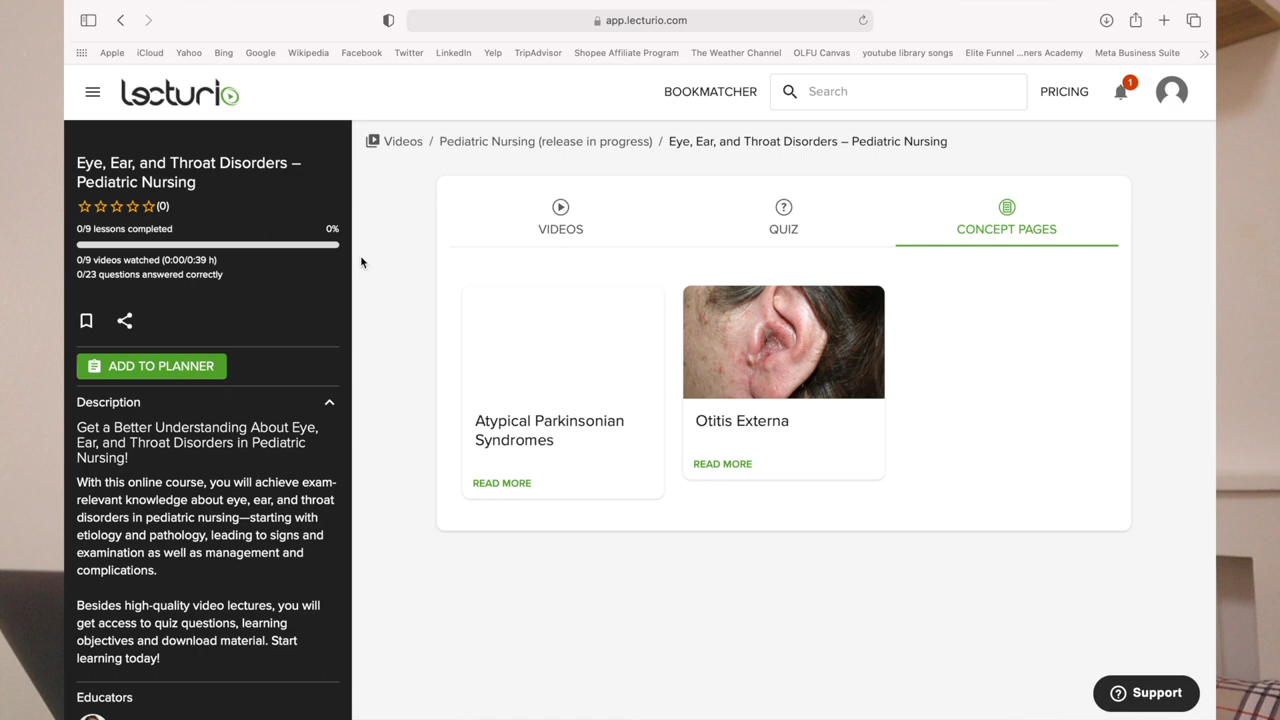 app.lecturio.com
Apple iCloud Yahoo Bing Google Wikipedia Facebook Twitter LinkedIn Yelp TripAdvisor Shopee Affiliate Program The Weather Channel OLFU Canvas youtube library songs Elite Funnel ...ners Academy Meta Business Suite
lecturio
BOOKMATCHER
Search
PRICING
1
Videos / Pediatric Nursing (release in progress) / Eye, Ear, and Throat Disorders – Pediatric Nursing
Eye, Ear, and Throat Disorders –
Pediatric Nursing
(0)
0/9 lessons completed 0%
0/9 videos watched (0:00/0:39 h)
0/23 questions answered correctly
ADD TO PLANNER
Description
Get a Better Understanding About Eye,
Ear, and Throat Disorders in Pediatric
Nursing!
With this online course, you will achieve exam-
relevant knowledge about eye, ear, and throat
disorders in pediatric nursing—starting with
etiology and pathology, leading to signs and
examination as well as management and
complications.
Besides high-quality video lectures, you will
get access to quiz questions, learning
objectives and download material. Start
learning today!
Educators
VIDEOS
QUIZ
CONCEPT PAGES
Atypical Parkinsonian
Syndromes
READ MORE
Otitis Externa
READ MORE
Support